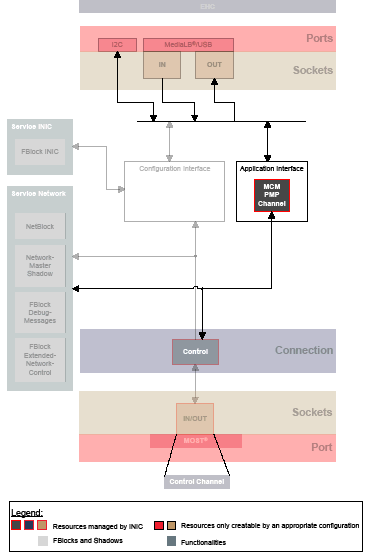 EHC
Ports
I2C
MediaLB®/USB
IN
OUT
Sockets
Service INIC
FBlock INIC
Configuration Interface
Application Interface
MCM
PMP
Channel
Service Network
NetBlock
Network-
Master
Shadow
FBlock
Debug-
Messages
FBlock
Extended-
Network-
Control
Control
Connection
IN/OUT
Sockets
MOST®
Port
Control Channel
Legend:
Resources managed by INIC
Resources only creatable by an appropriate configuration
FBlocks and Shadows
Functionalities